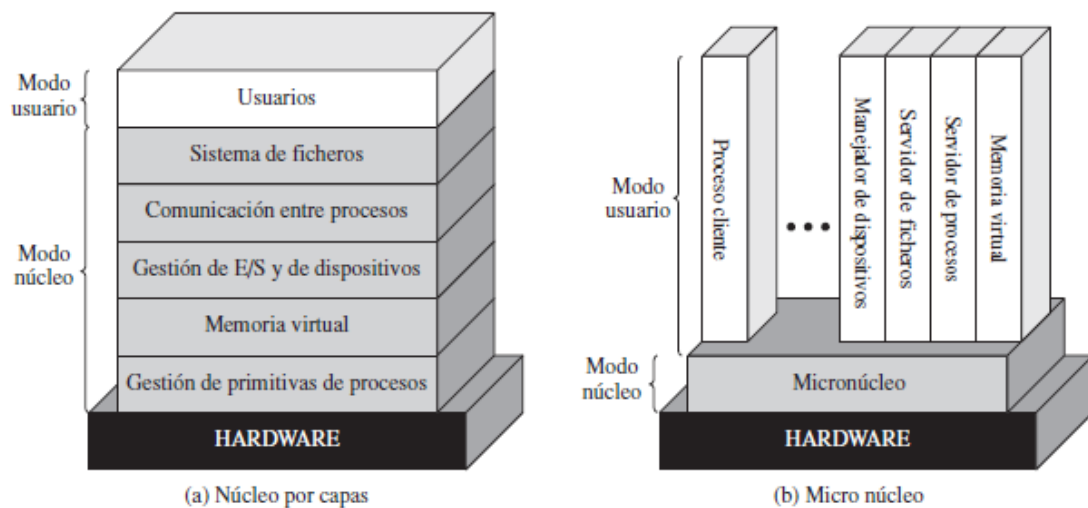 Modo
usuario
Usuarios
Sistema de ficheros
Comunicación entre procesos
Modo
núcleo
Gestión de E/S y de dispositivos
Memoria virtual
Gestión de primitivas de procesos
HARDWARE
(a) Núcleo por capas
Modo
usuario
Proceso cliente
Manejador de dispositivos
Servidor de ficheros
Servidor de procesos
Memoria virtual
Modo
núcleo
Micronúcleo
HARDWARE
(b) Micro núcleo